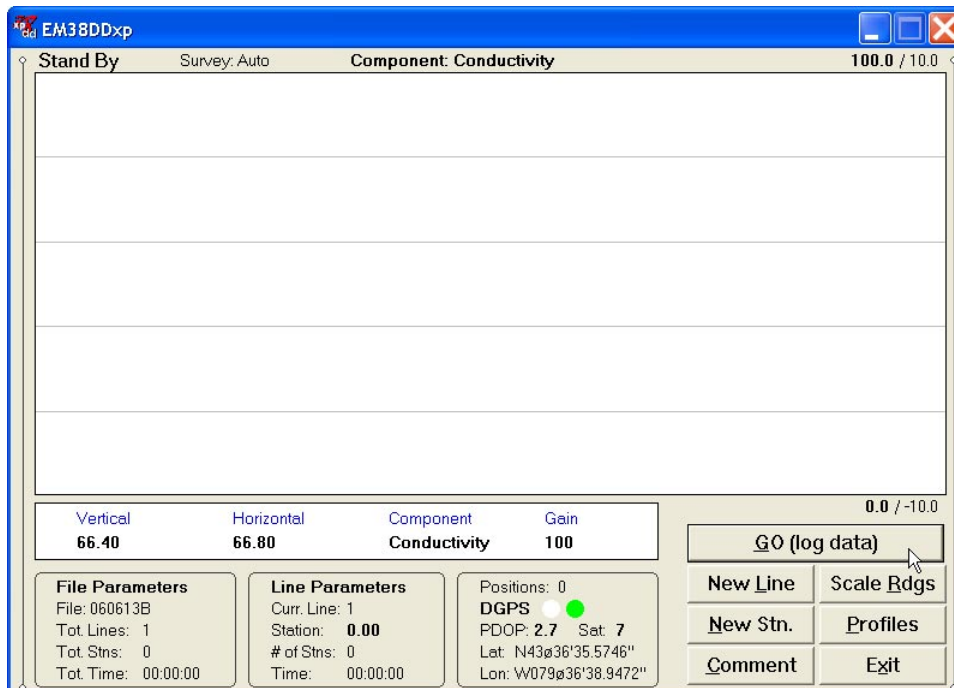 xp dd EM38DDxp
Stand By Survey: Auto Component: Conductivity 100.0 / 10.0
0.0 / -10.0
Vertical Horizontal Component Gain
66.40 66.80 Conductivity 100
GO (log data)
New Line Scale Rdgs
New Stn. Profiles
Comment Exit
File Parameters
File: 060613B
Tot. Lines: 1
Tot. Stns: 0
Tot. Time: 00:00:00
Line Parameters
Curr. Line: 1
Station: 0.00
# of Stns: 0
Time: 00:00:00
Positions: 0
DGPS
PDOP: 2.7 Sat: 7
Lat: N43ø36'35.5746"
Lon: W079ø36'38.9472"